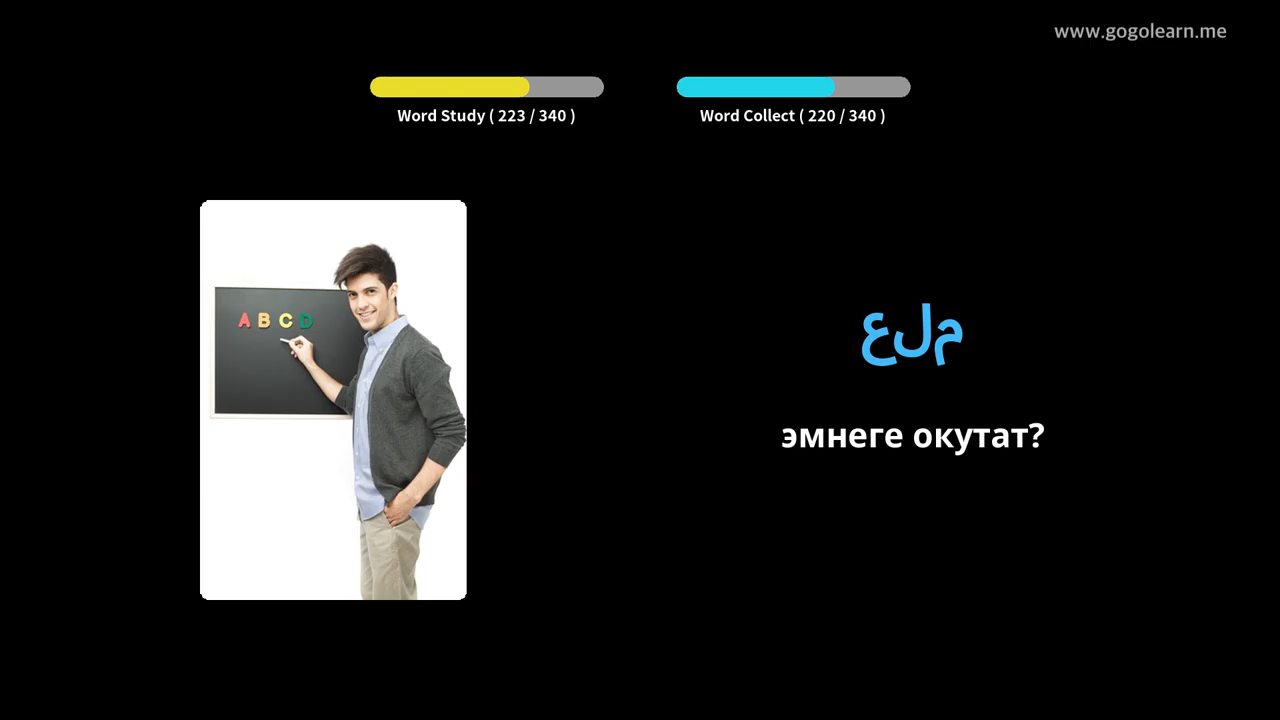 www.gogolearn.me
Word Study ( 223 / 340 )
Word Collect ( 220 / 340 )
A B C D
علم
эмнеге окутат?